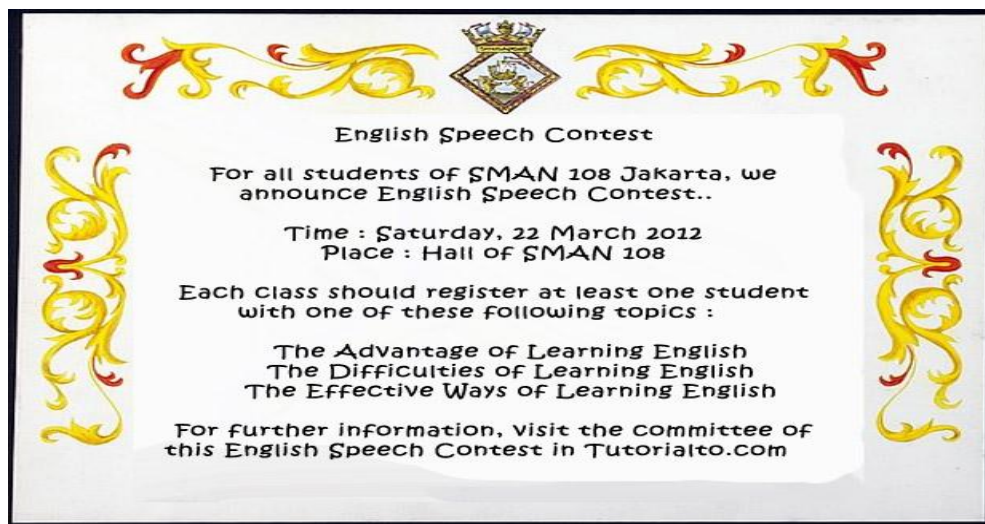 English Speech Contest
For all students of SMAN 108 Jakarta, we
announce English Speech Contest..
Time : Saturday, 22 March 2012
Place : Hall of SMAN 108
Each class should register at least one student
with one of these following topics :
The Advantage of Learning English
The Difficulties of Learning English
The Effective Ways of Learning English
For further information, visit the committee of
this English Speech Contest in Tutorialto.com